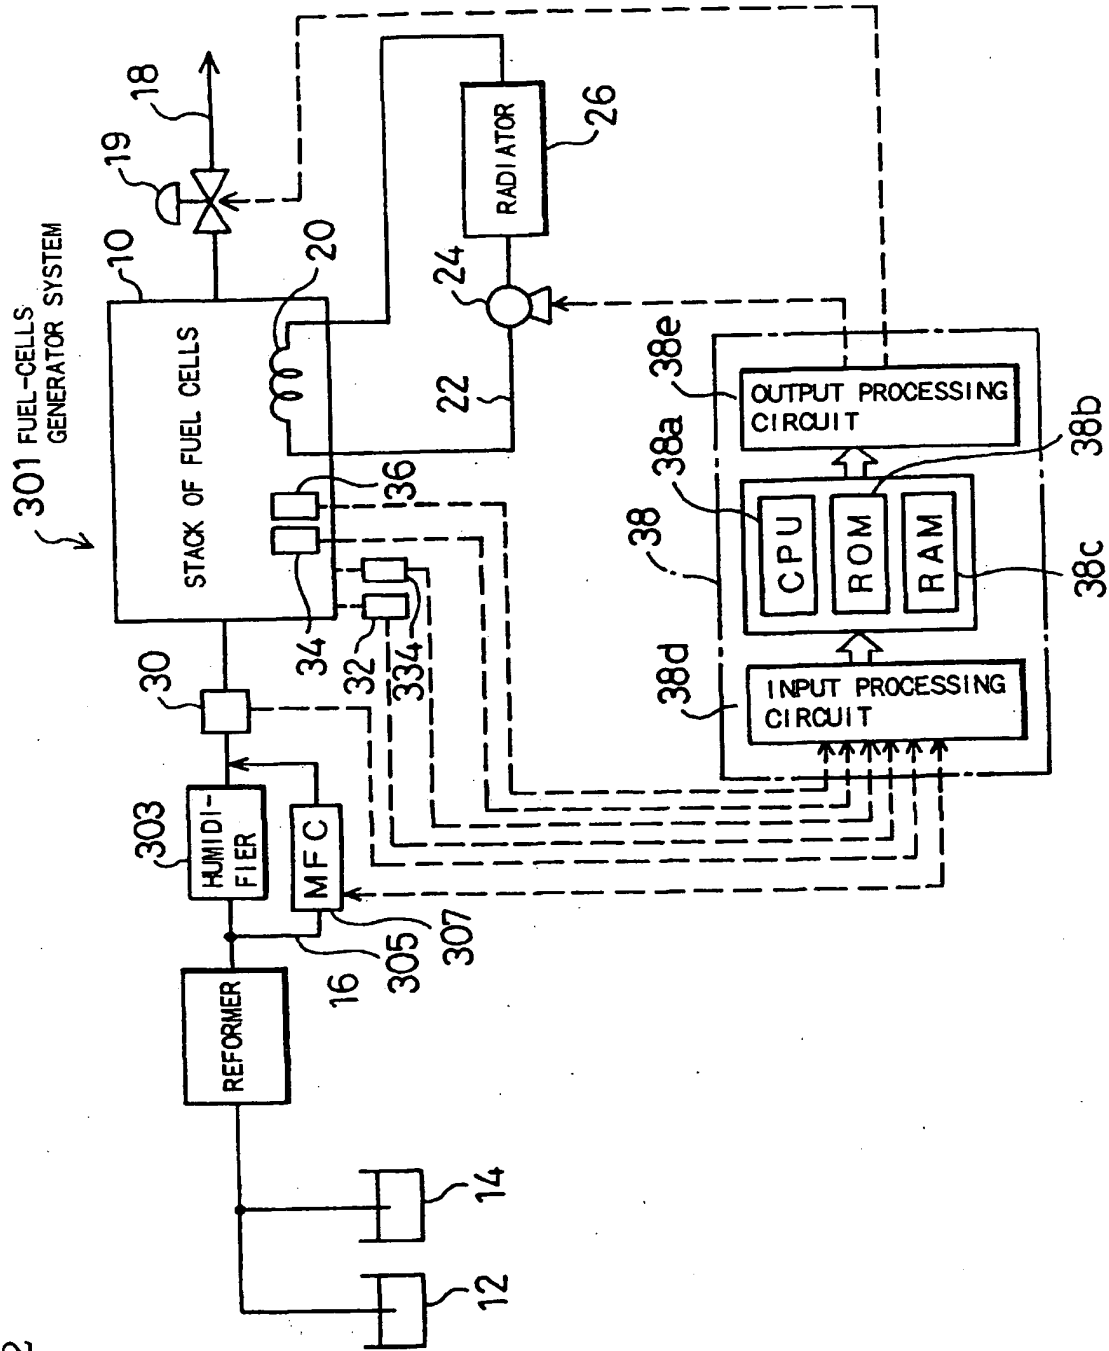 301 FUEL-CELLS
GENERATOR SYSTEM
10
19
18
STACK OF FUEL CELLS
20
36
34
32
334
30
303
HUMIDI-
FIER
MFC
307
305
16
REFORMER
14
12
22
24
RADIATOR
26
38
38a
38e
38b
38c
38d
CPU
ROM
RAM
OUTPUT PROCESSING
CIRCUIT
INPUT PROCESSING
CIRCUIT